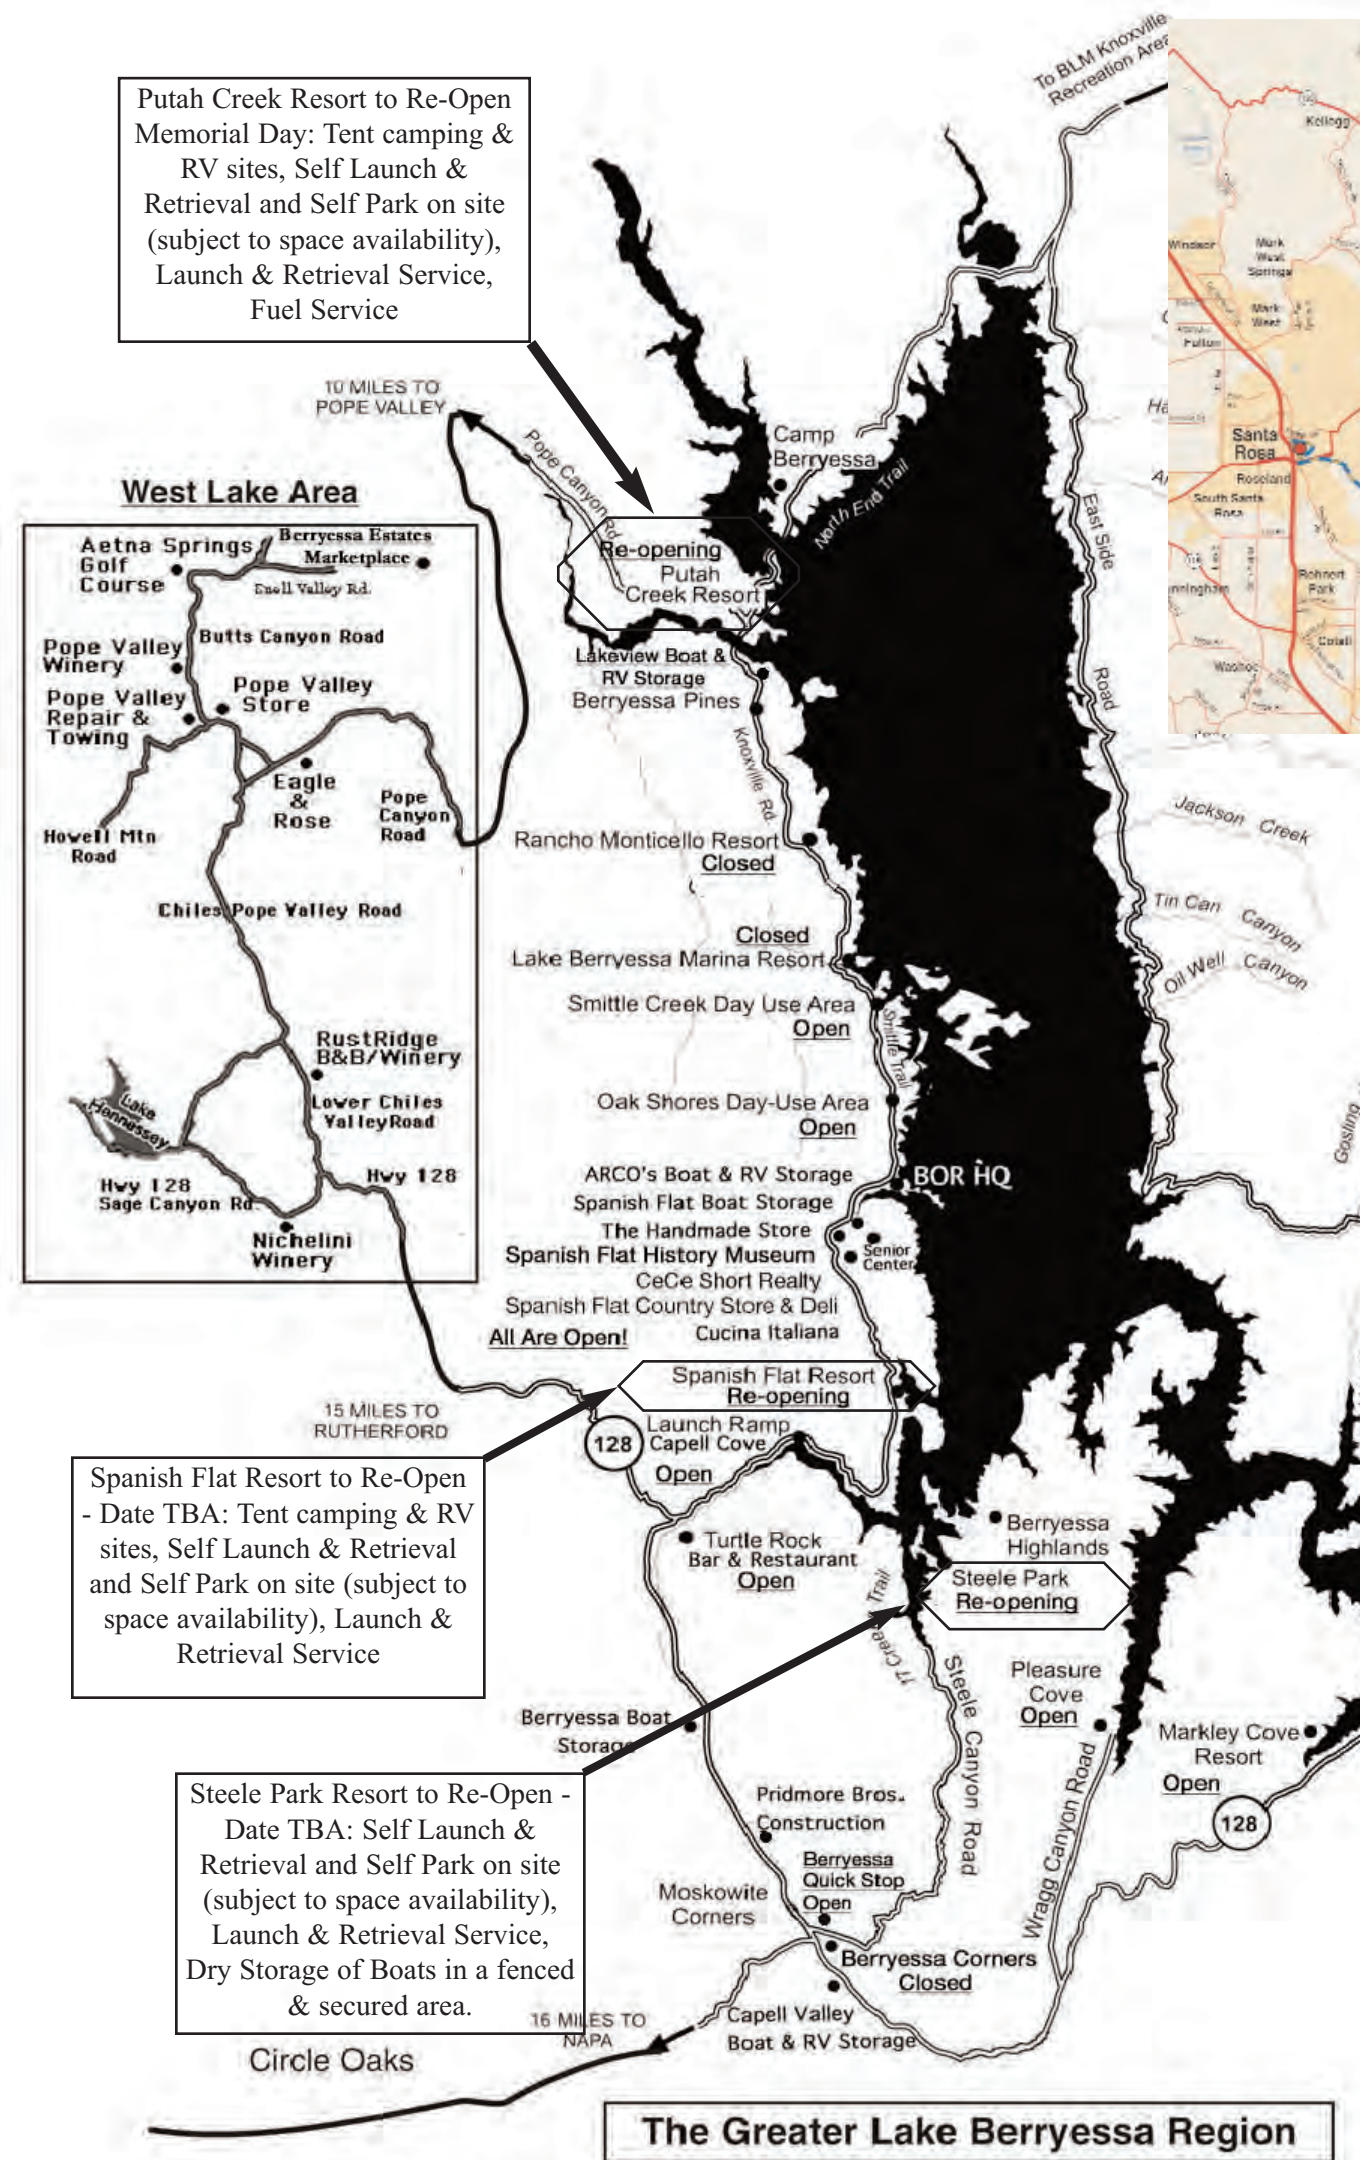 To BLM Knoxville
Recreation Area
Putah Creek Resort to Re-Open
Memorial Day: Tent camping &
RV sites, Self Launch &
Retrieval and Self Park on site
(subject to space availability),
Launch & Retrieval Service,
Fuel Service
Kellogg
Windsor
Mark
West
Springs
Mark
West
Fulton
Santa
Rosa
Roseland
South Santa
Rosa
Rohnert
Park
Cotati
10 MILES TO
POPE VALLEY
Pope Canyon Rd.
Camp
Berryessa
North End Trail
East Side
Road
Re-opening
Putah
Creek Resort
Lakeview Boat &
RV Storage
Berryessa Pines
Knoxville Rd.
Rancho Monticello Resort
Closed
Closed
Lake Berryessa Marina Resort
Smittle Creek Day Use Area
Open
Smittle Trail
Oak Shores Day-Use Area
Open
ARCO's Boat & RV Storage
BOR HQ
Spanish Flat Boat Storage
The Handmade Store
Spanish Flat History Museum
Senior
Center
CeCe Short Realty
Spanish Flat Country Store & Deli
All Are Open!
Cucina Italiana
Jackson Creek
Tin Can Canyon
Oil Well Canyon
Gosling
West Lake Area
Aetna Springs
Golf
Course
Berryessa Estates
Marketplace
Snell Valley Rd.
Butts Canyon Road
Pope Valley
Winery
Pope Valley
Repair &
Towing
Pope Valley
Store
Eagle
&
Rose
Pope
Canyon
Road
Howell Mtn
Road
Chiles Pope Valley Road
RustRidge
B&B/Winery
Lower Chiles
Valley Road
Lake
Hennessey
Hwy 128
Sage Canyon Rd.
Hwy 128
Nichelini
Winery
Spanish Flat Resort
Re-opening
15 MILES TO
RUTHERFORD
128
Launch Ramp
Capell Cove
Open
Spanish Flat Resort to Re-Open
- Date TBA: Tent camping & RV
sites, Self Launch & Retrieval
and Self Park on site (subject to
space availability), Launch &
Retrieval Service
Turtle Rock
Bar & Restaurant
Open
Berryessa
Highlands
Steele Park
Re-opening
Trail
Steele Canyon Road
Pleasure
Cove
Open
Wragg Canyon Road
Markley Cove
Resort
Open
128
Berryessa Boat
Storage
Steele Park Resort to Re-Open -
Date TBA: Self Launch &
Retrieval and Self Park on site
(subject to space availability),
Launch & Retrieval Service,
Dry Storage of Boats in a fenced
& secured area.
Pridmore Bros.
Construction
Berryessa
Quick Stop
Open
Moskowite
Corners
Berryessa Corners
Closed
Capell Valley
Boat & RV Storage
16 MILES TO
NAPA
Circle Oaks
The Greater Lake Berryessa Region